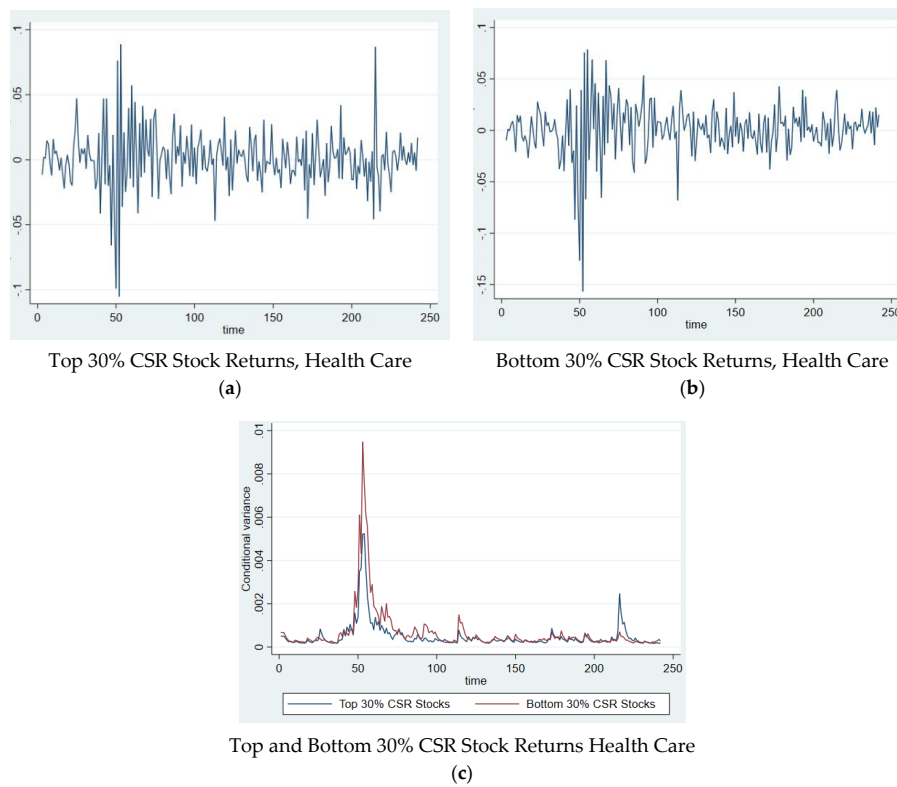 .1
.05
0
-.05
-.1
0 50 100 150 200 250
time
Top 30% CSR Stock Returns, Health Care
(a)
.1
.05
0
-.05
-.1
-.15
0 50 100 150 200 250
time
Bottom 30% CSR Stock Returns, Health Care
(b)
Conditional variance
.01
.008
.006
.004
.002
0
0 50 100 150 200 250
time
Top 30% CSR Stocks Bottom 30% CSR Stocks
Top and Bottom 30% CSR Stock Returns Health Care
(c)